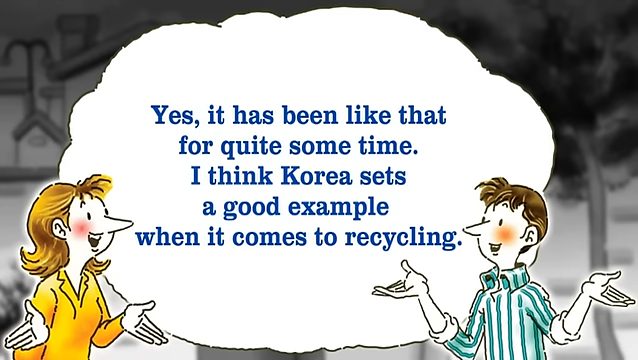 Yes, it has been like that
for quite some time.
I think Korea sets
a good example
when it comes to recycling.